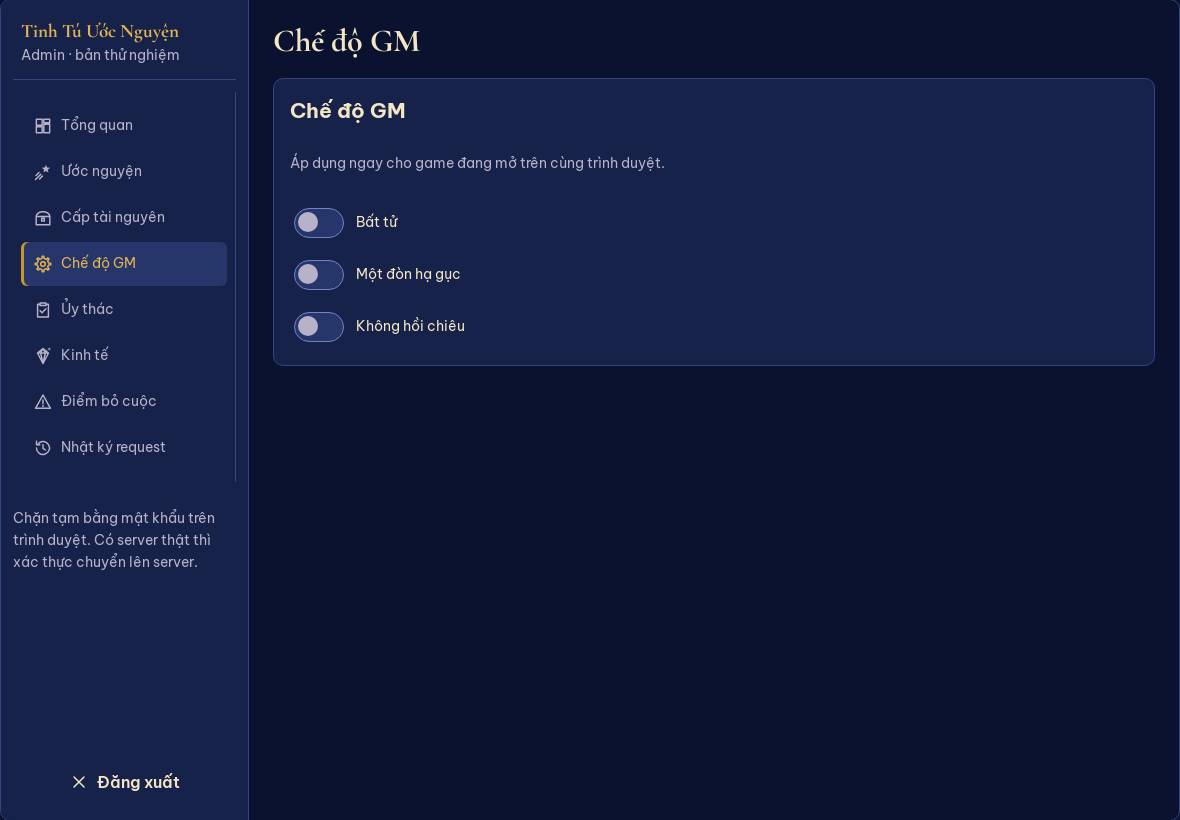 Tinh Tú Ước Nguyện
Admin · bản thử nghiệm
Tổng quan
Ước nguyện
Cấp tài nguyên
Chế độ GM
Ủy thác
Kinh tế
Điểm bỏ cuộc
Nhật ký request
Chặn tạm bằng mật khẩu trên
trình duyệt. Có server thật thì
xác thực chuyển lên server.
Đăng xuất
Chế độ GM
Chế độ GM
Áp dụng ngay cho game đang mở trên cùng trình duyệt.
Bất tử
Một đòn hạ gục
Không hồi chiêu